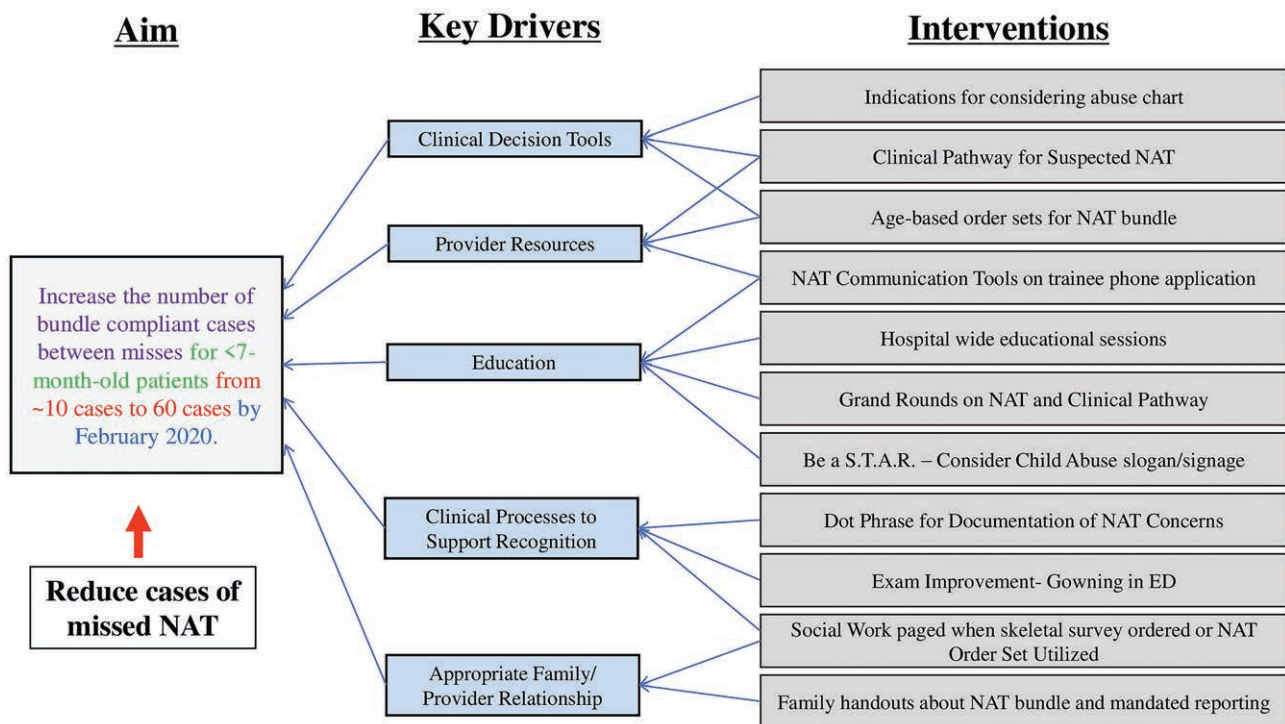 Aim
Key Drivers
Interventions
Increase the number of
bundle compliant cases
between misses for <7-
month-old patients from
~10 cases to 60 cases by
February 2020.
Reduce cases of
missed NAT
Clinical Decision Tools
Provider Resources
Education
Clinical Processes to
Support Recognition
Appropriate Family/
Provider Relationship
Indications for considering abuse chart
Clinical Pathway for Suspected NAT
Age-based order sets for NAT bundle
NAT Communication Tools on trainee phone application
Hospital wide educational sessions
Grand Rounds on NAT and Clinical Pathway
Be a S.T.A.R. – Consider Child Abuse slogan/signage
Dot Phrase for Documentation of NAT Concerns
Exam Improvement- Gowning in ED
Social Work paged when skeletal survey ordered or NAT
Order Set Utilized
Family handouts about NAT bundle and mandated reporting